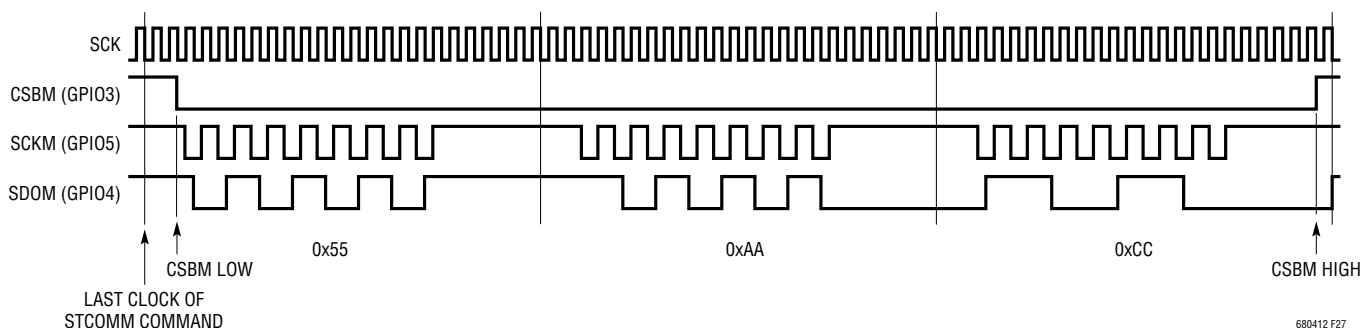 SCK
CSBM (GPIO3)
SCKM (GPIO5)
SDOM (GPIO4)
0x55
0xAA
0xCC
CSBM LOW
CSBM HIGH
LAST CLOCK OF
STCOMM COMMAND
680412 F27